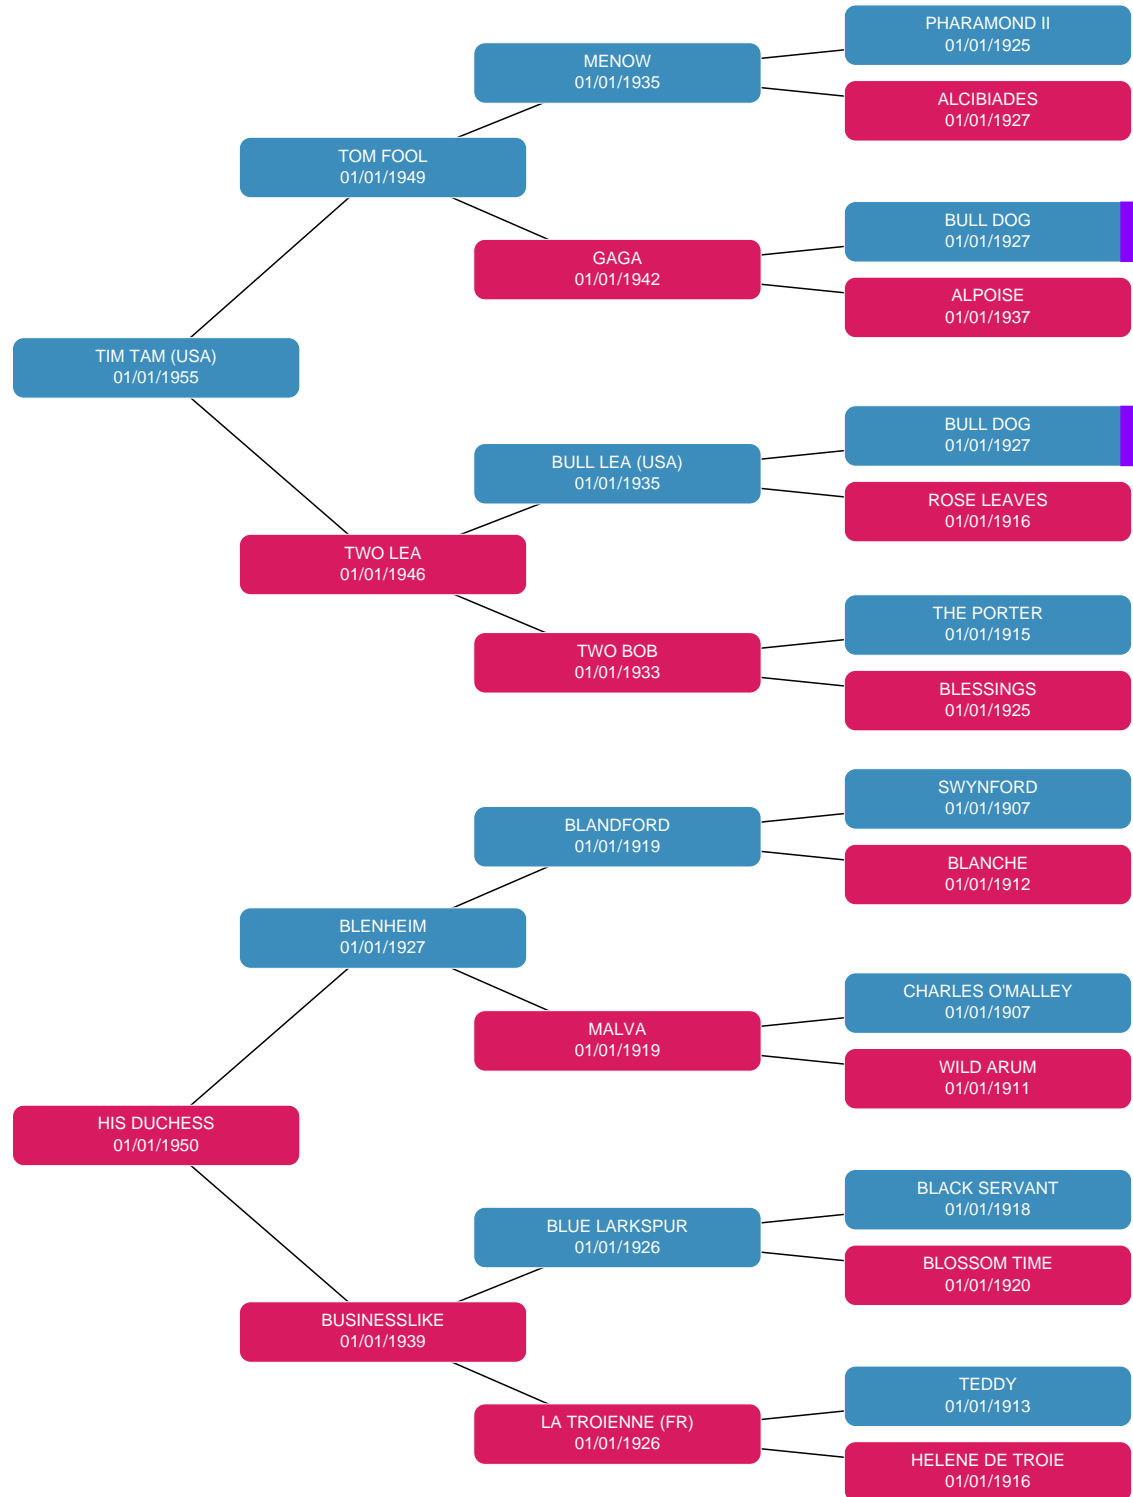 PHARAMOND II
01/01/1925
MENOW
01/01/1935
ALCIBIADES
01/01/1927
TOM FOOL
01/01/1949
BULL DOG
01/01/1927
GAGA
01/01/1942
ALPOISE
01/01/1937
TIM TAM (USA)
01/01/1955
BULL DOG
01/01/1927
BULL LEA (USA)
01/01/1935
ROSE LEAVES
01/01/1916
TWO LEA
01/01/1946
THE PORTER
01/01/1915
TWO BOB
01/01/1933
BLESSINGS
01/01/1925
SWYNFORD
01/01/1907
BLANDFORD
01/01/1919
BLANCHE
01/01/1912
BLENHEIM
01/01/1927
CHARLES O'MALLEY
01/01/1907
MALVA
01/01/1919
WILD ARUM
01/01/1911
HIS DUCHESS
01/01/1950
BLACK SERVANT
01/01/1918
BLUE LARKSPUR
01/01/1926
BLOSSOM TIME
01/01/1920
BUSINESSLIKE
01/01/1939
TEDDY
01/01/1913
LA TROIENNE (FR)
01/01/1926
HELENE DE TROIE
01/01/1916